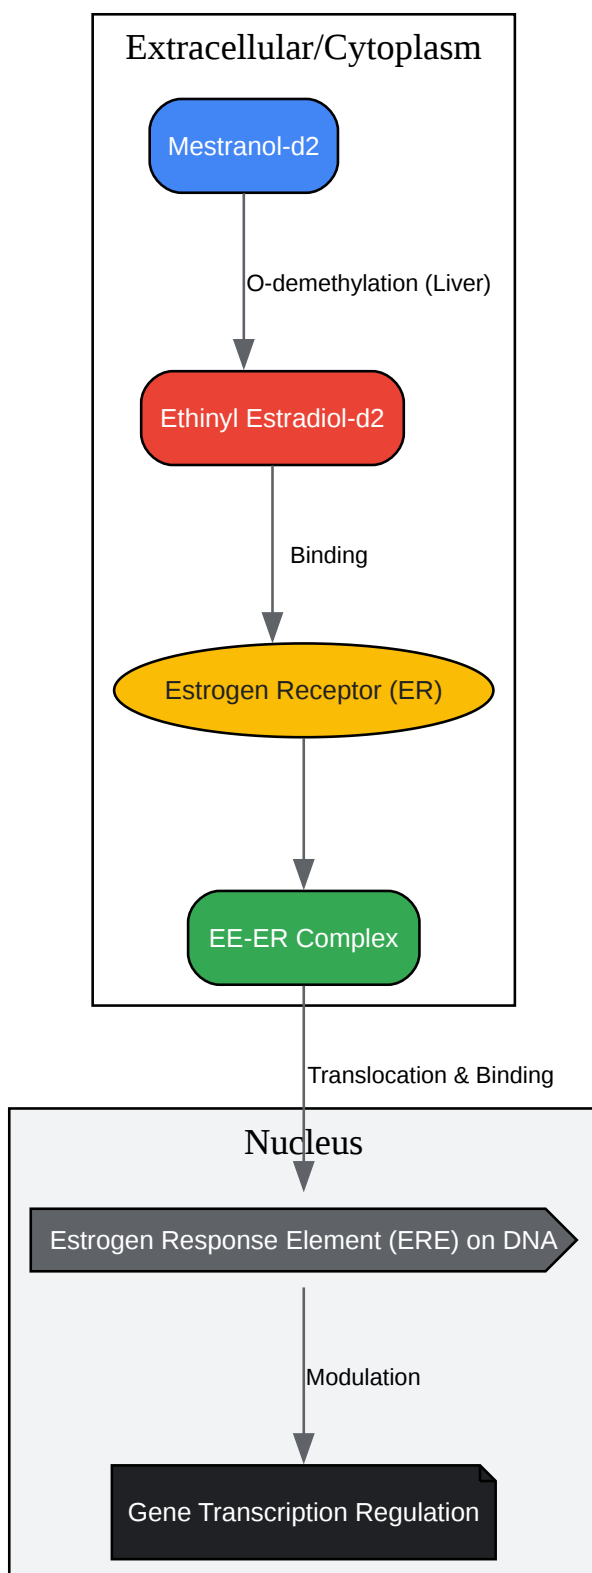 Extracellular/Cytoplasm
Mestranol-d2
O-demethylation (Liver)
Ethinyl Estradiol-d2
Binding
Estrogen Receptor (ER)
EE-ER Complex
Translocation & Binding
Nucleus
Estrogen Response Element (ERE) on DNA
Modulation
Gene Transcription Regulation